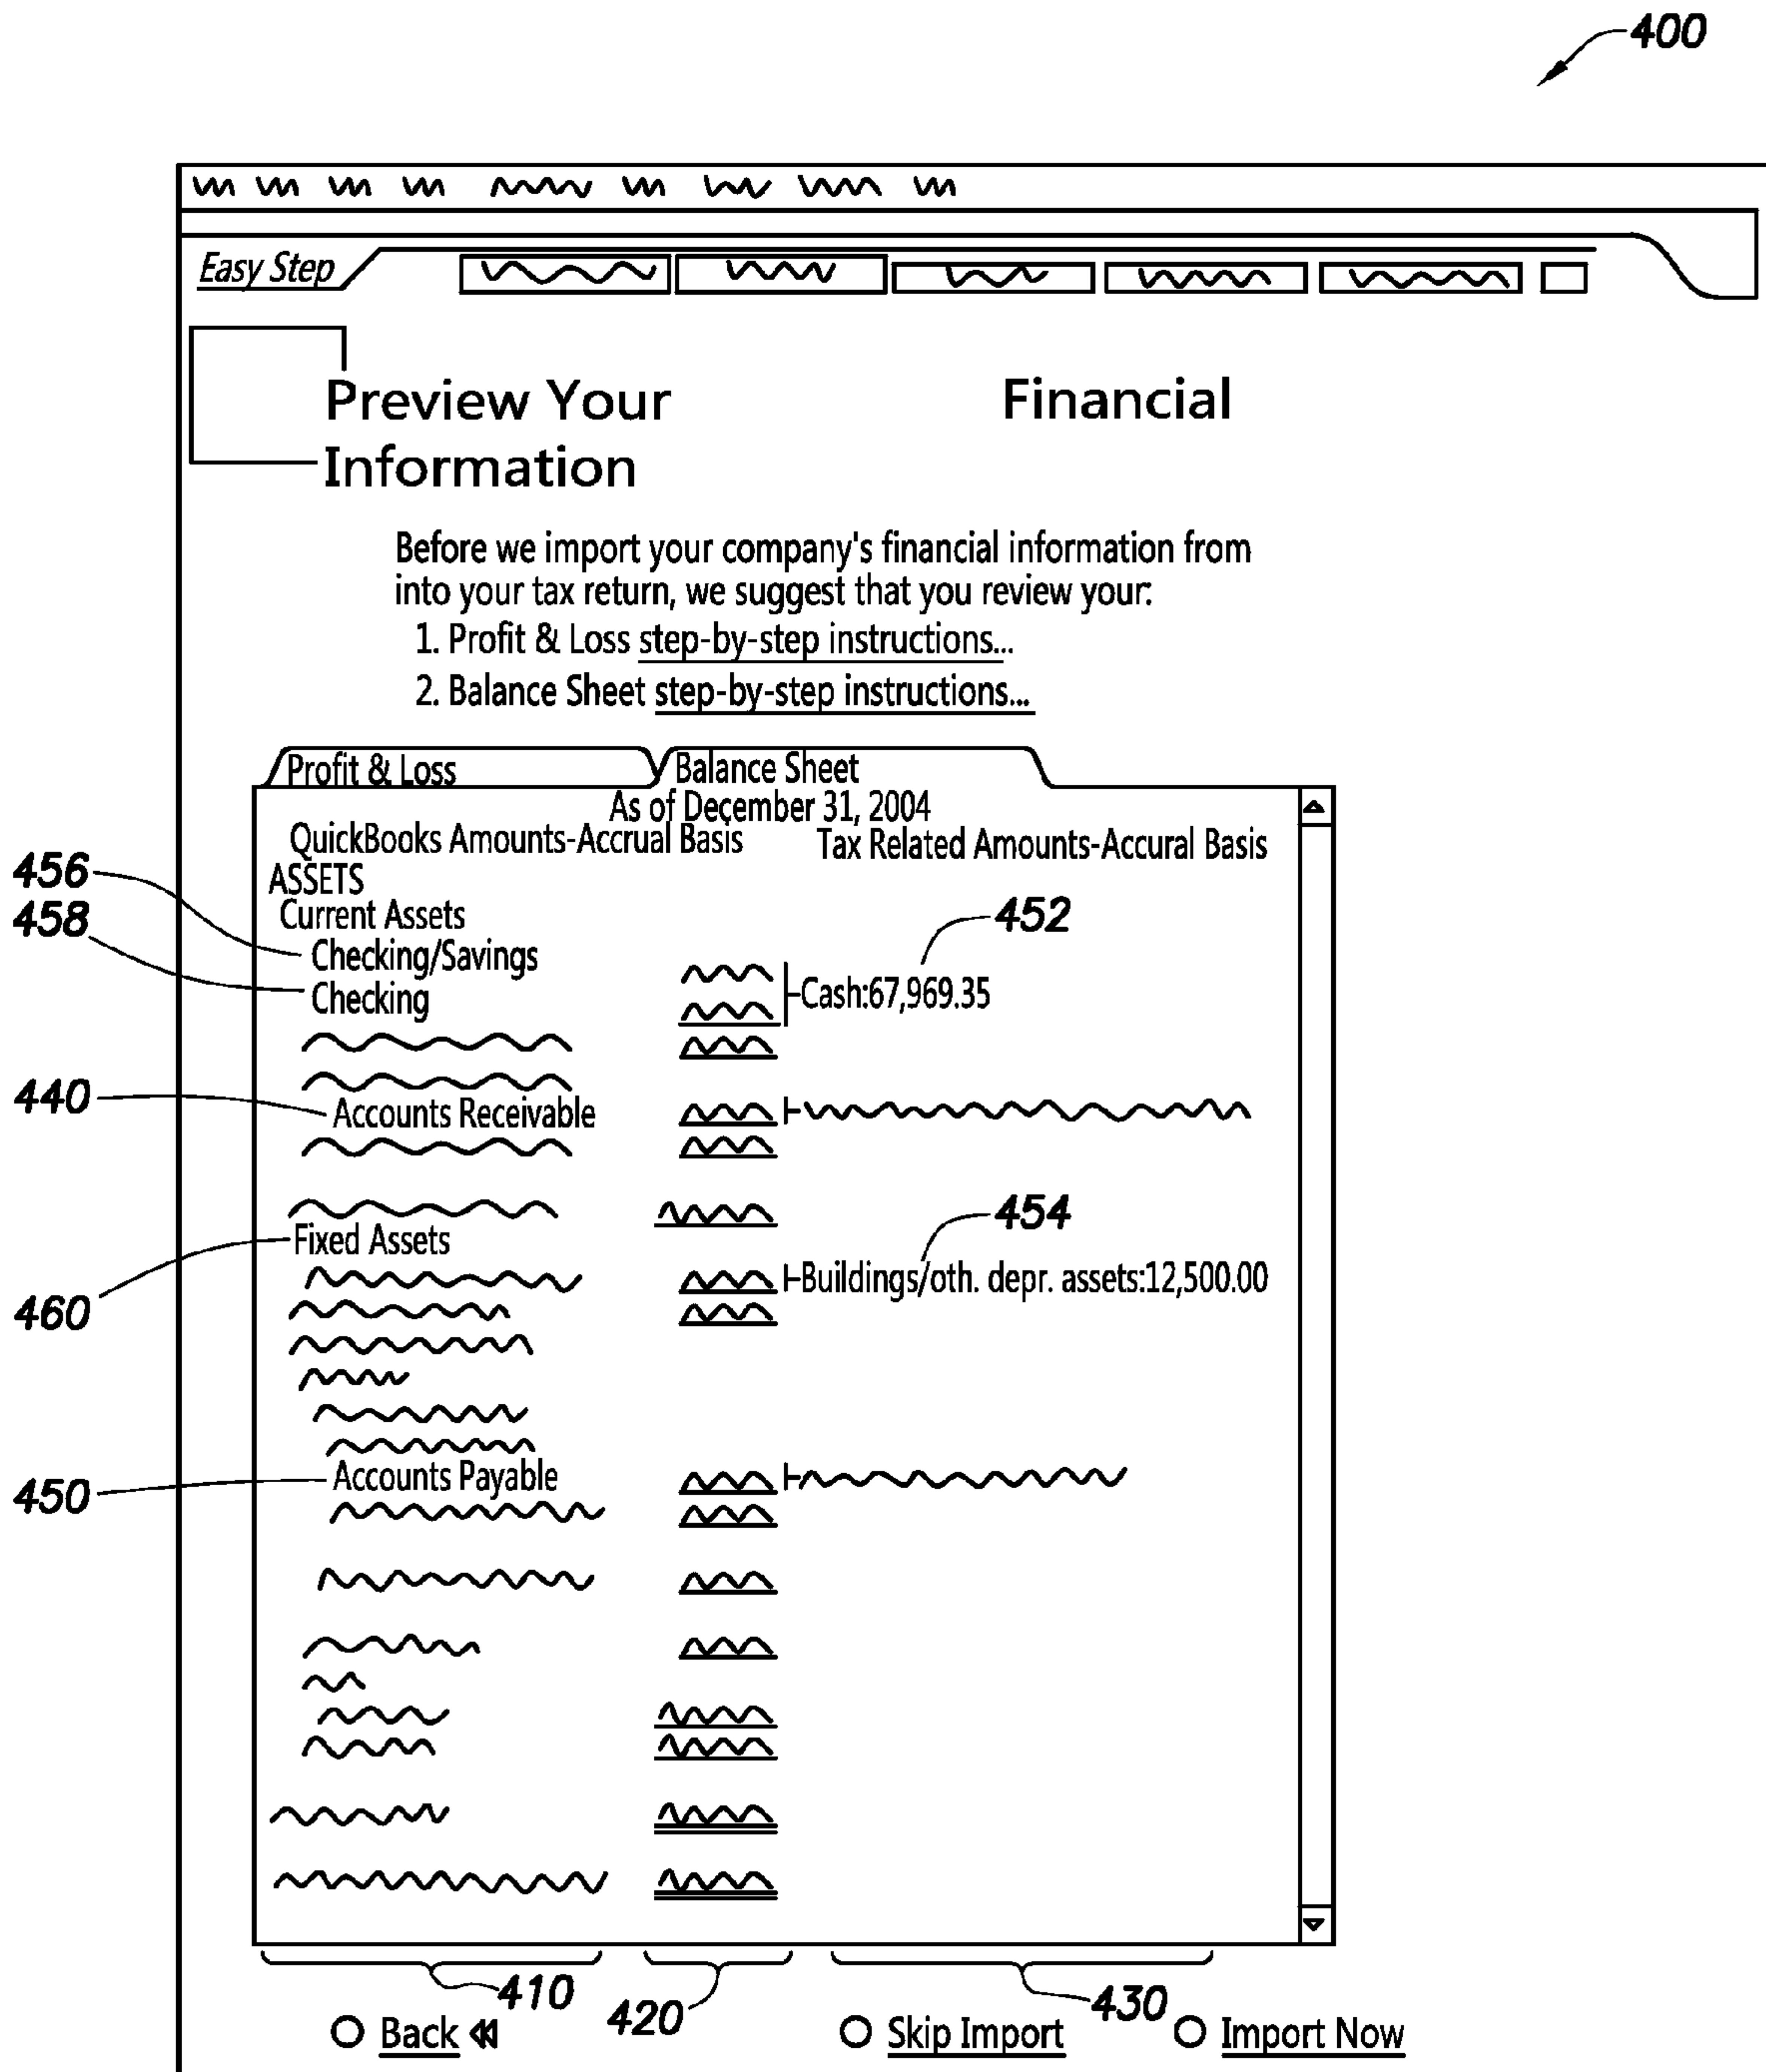 400
Easy Step
Preview Your Financial
Information
Before we import your company's financial information from
into your tax return, we suggest that you review your:
1. Profit & Loss step-by-step instructions...
2. Balance Sheet step-by-step instructions...
Profit & Loss Balance Sheet
As of December 31, 2004
QuickBooks Amounts-Accrual Basis Tax Related Amounts-Accural Basis
456 ASSETS
458 Current Assets 452
Checking/Savings
Cash:67,969.35
Checking
440 Accounts Receivable
454
Fixed Assets
Buildings/oth. depr. assets:12,500.00
460
Accounts Payable
450
410 420 430
Back Skip Import Import Now